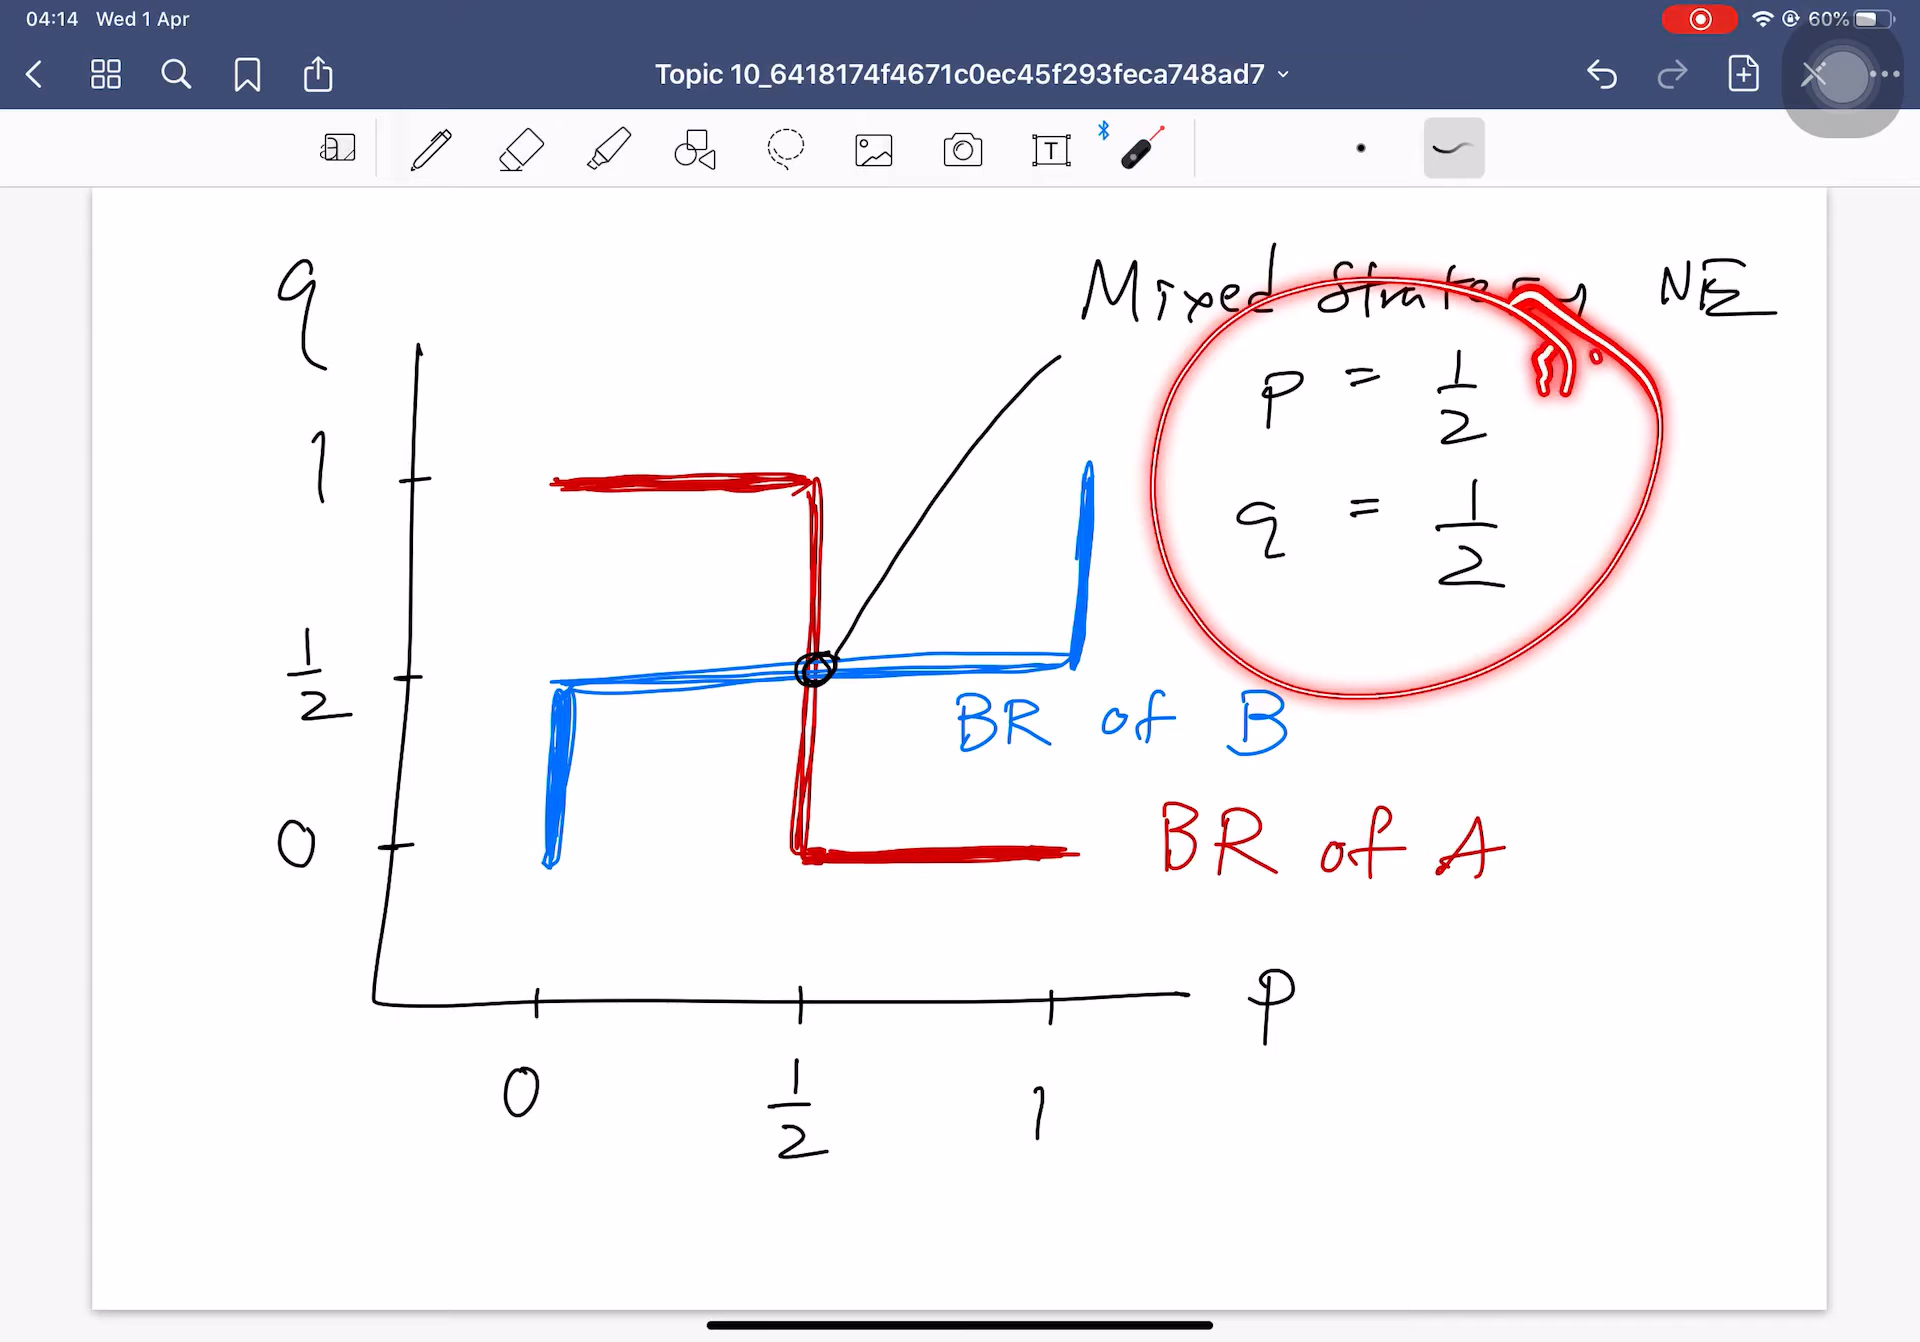 04:14 Wed 1 Apr
60%
Topic 10_6418174f4671c0ec45f293feca748ad7
a
T
q
Mixed Strategy NE
p = 1/2
q = 1/2
1
1/2
0
BR of B
BR of A
p
0 1/2 1